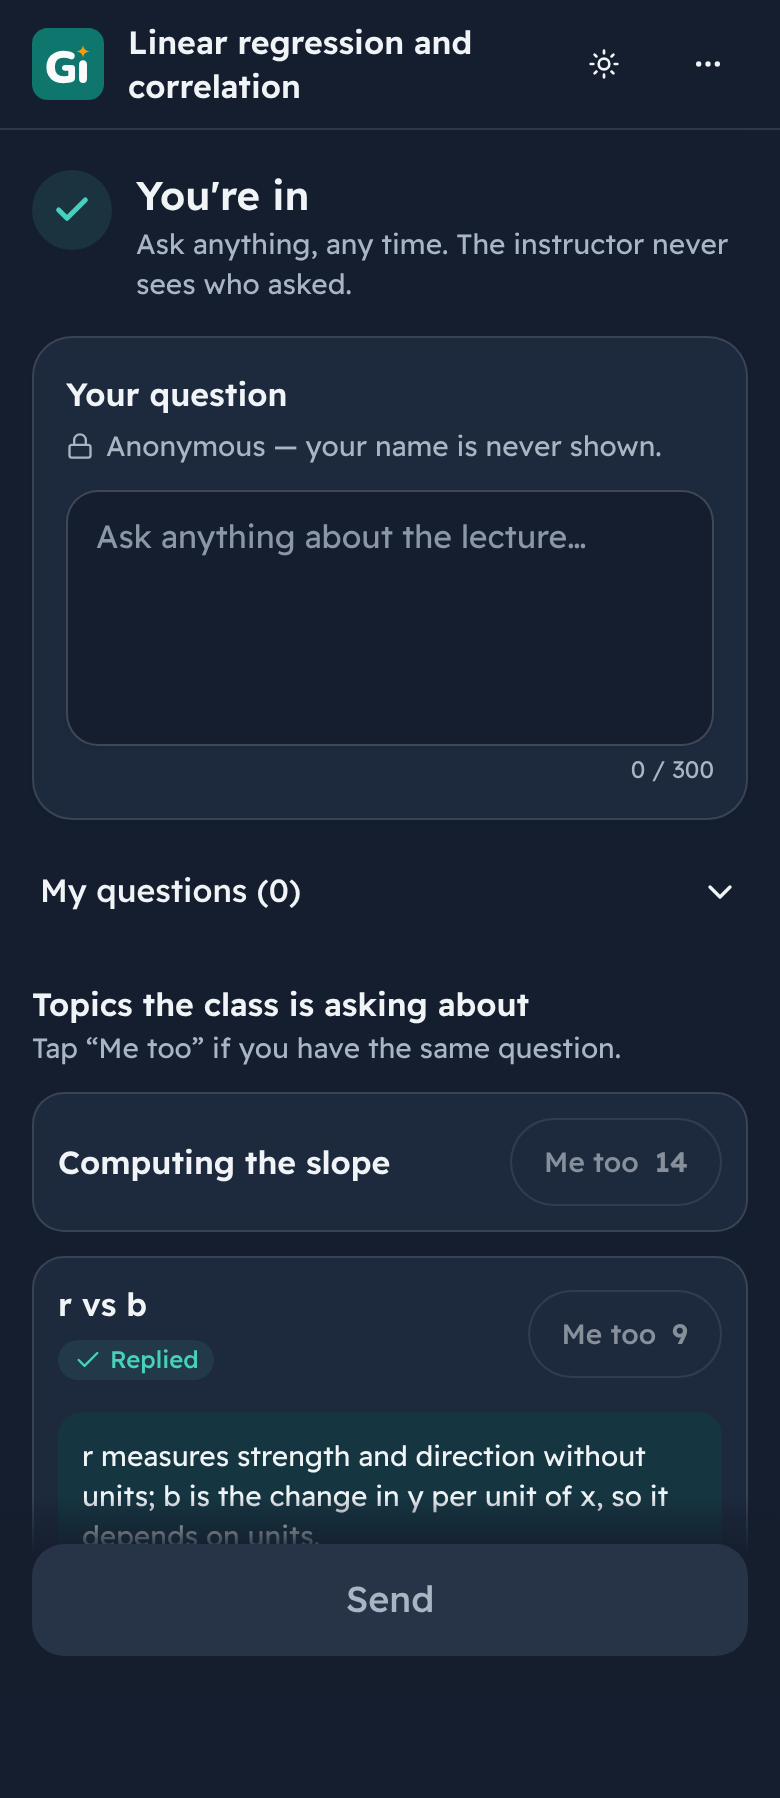 Gi
Linear regression and
correlation
You're in
Ask anything, any time. The instructor never
sees who asked.
Your question
Anonymous — your name is never shown.
Ask anything about the lecture…
0 / 300
My questions (0)
Topics the class is asking about
Tap “Me too” if you have the same question.
Computing the slope
Me too 14
r vs b
Me too 9
Replied
r measures strength and direction without
units; b is the change in y per unit of x, so it
depends on units.
Send